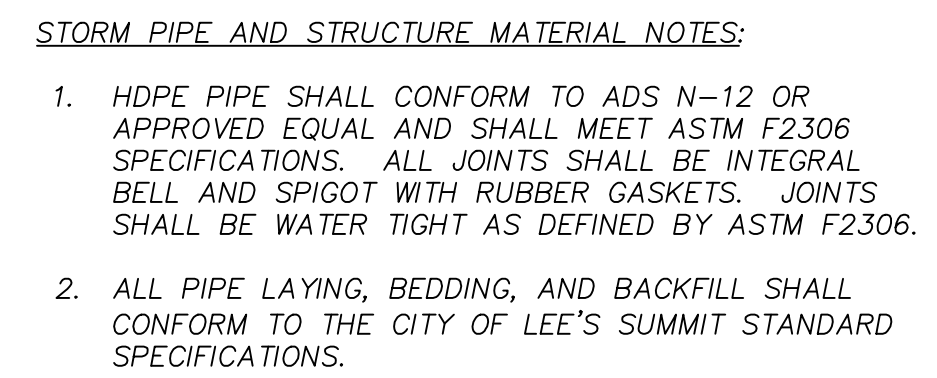 STORM PIPE AND STRUCTURE MATERIAL NOTES:
1. HDPE PIPE SHALL CONFORM TO ADS N-12 OR
APPROVED EQUAL AND SHALL MEET ASTM F2306
SPECIFICATIONS. ALL JOINTS SHALL BE INTEGRAL
BELL AND SPIGOT WITH RUBBER GASKETS. JOINTS
SHALL BE WATER TIGHT AS DEFINED BY ASTM F2306.
2. ALL PIPE LAYING, BEDDING, AND BACKFILL SHALL
CONFORM TO THE CITY OF LEE'S SUMMIT STANDARD
SPECIFICATIONS.